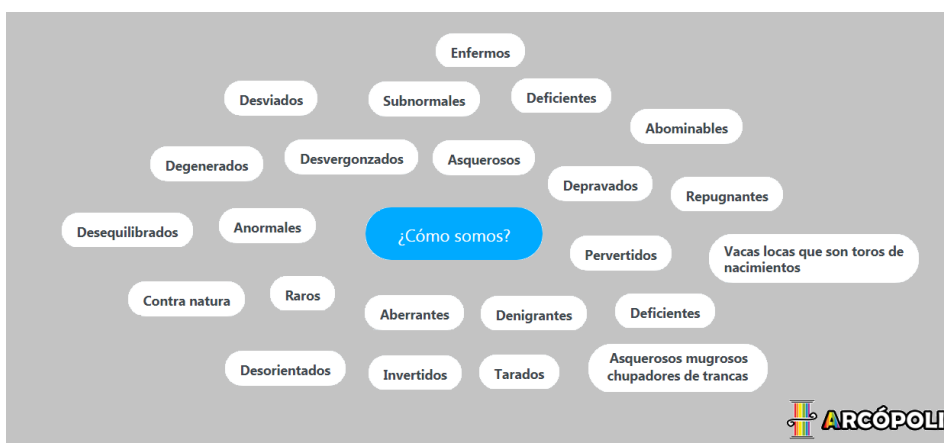 Enfermos
Desviados
Subnormales
Deficientes
Abominables
Degenerados
Desvergonzados
Asquerosos
Depravados
Repugnantes
Desequilibrados
Anormales
¿Cómo somos?
Pervertidos
Vacas locas que son toros de
nacimientos
Contra natura
Raros
Aberrantes
Denigrantes
Deficientes
Desorientados
Invertidos
Tarados
Asquerosos mugrosos
chupadores de trancas
ARCÓPOLI